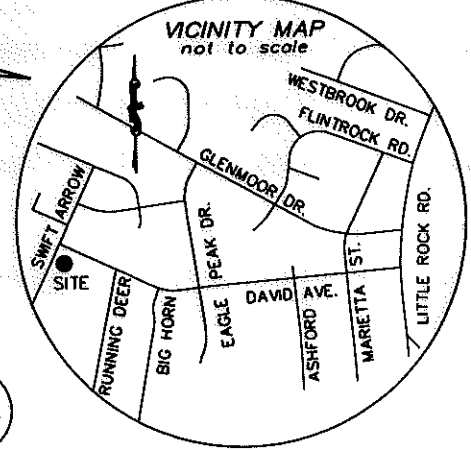 VICINITY MAP
not to scale
WESTBROOK DR.
FLINTROCK RD.
GLENMOOR DR.
SWIFT ARROW
SITE
RUNNING DEER
BIG HORN
EAGLE PEAK DR.
DAVID AVE.
ASHFORD
MARIETTA ST.
LITTLE ROCK RD.